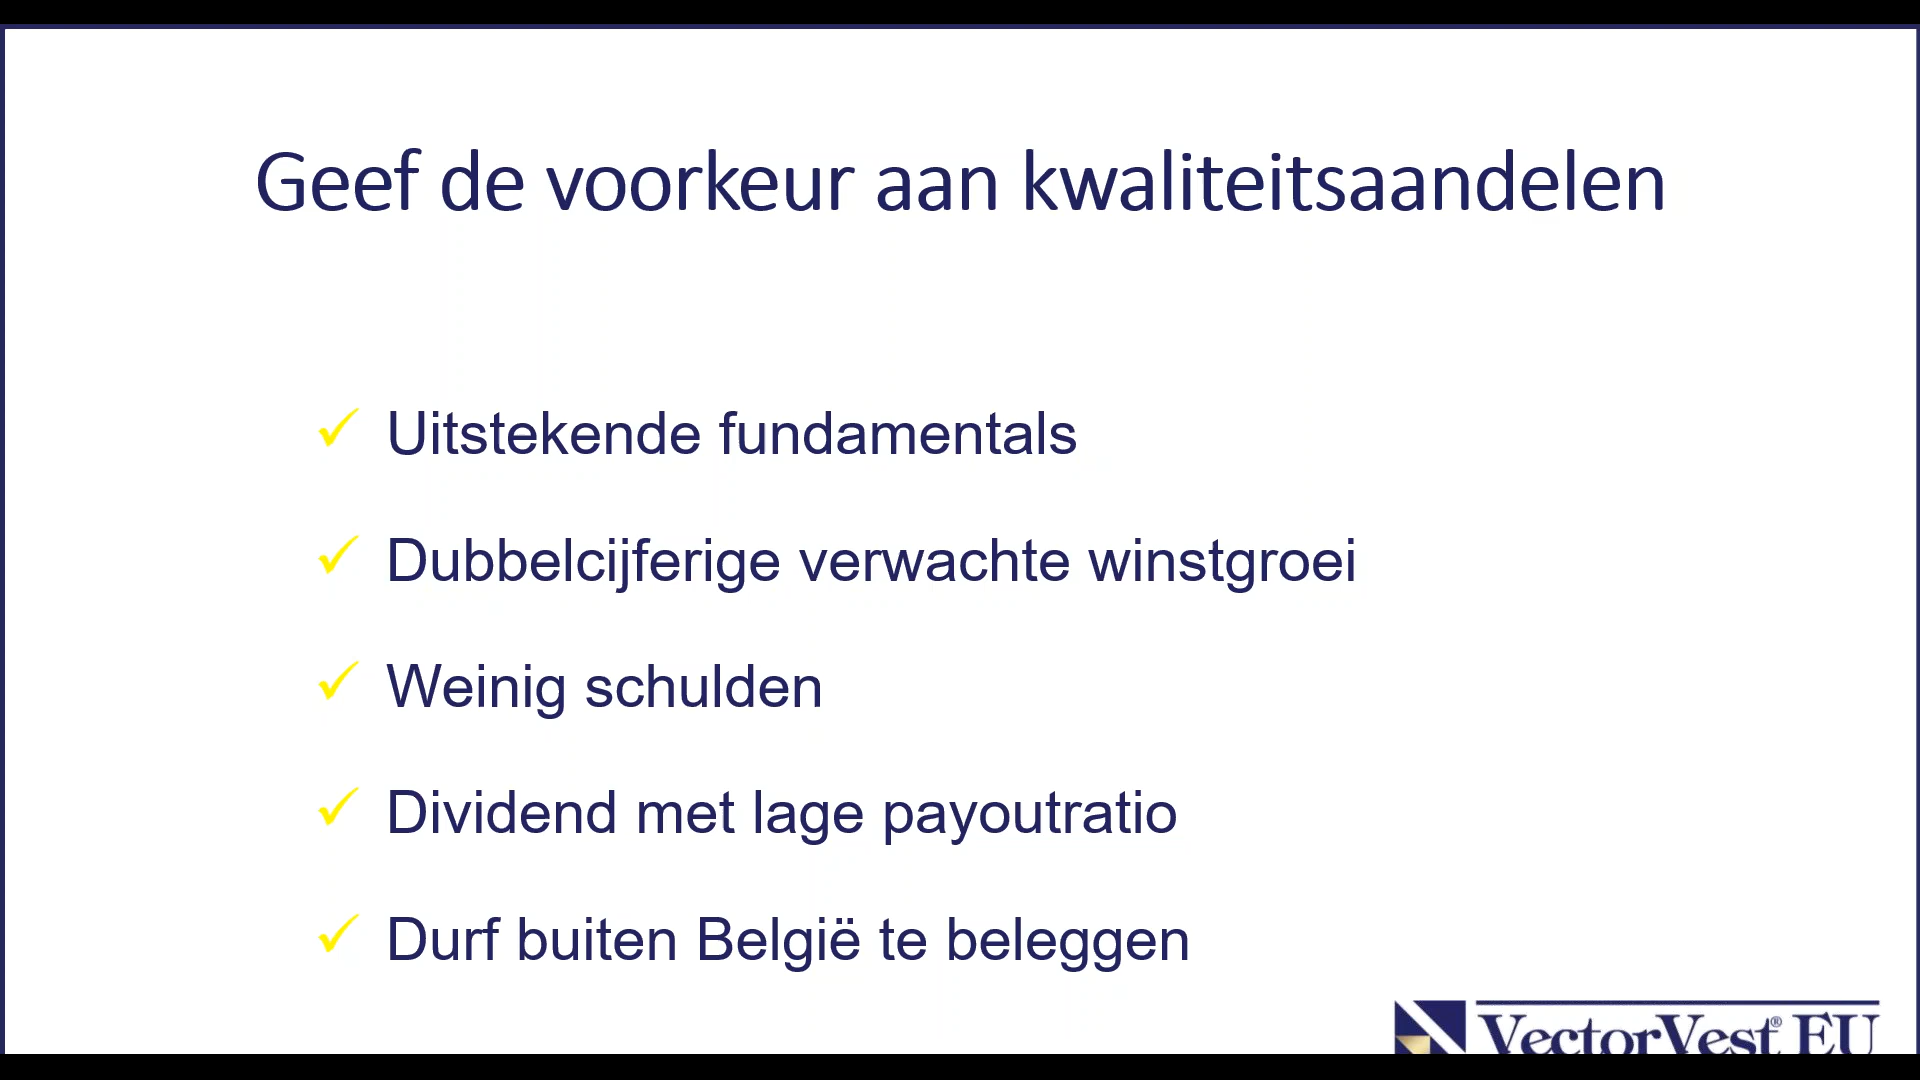 Geef de voorkeur aan kwaliteitsaandelen
Uitstekende fundamentals
Dubbelcijferige verwachte winstgroei
Weinig schulden
Dividend met lage payoutratio
Durf buiten België te beleggen
VectorVest® EU